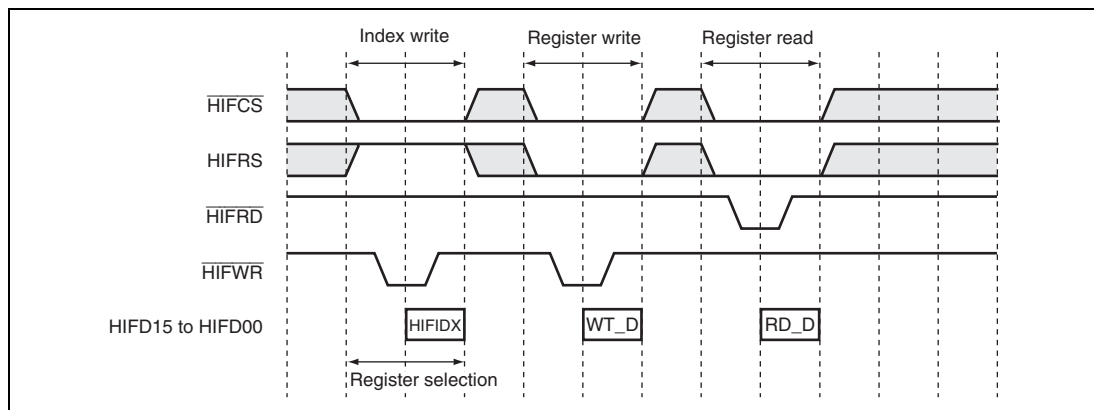 Index write Register write Register read
HIFCS
HIFRS
HIFRD
HIFWR
HIFD15 to HIFD00 HIFIDX WT_D RD_D
Register selection